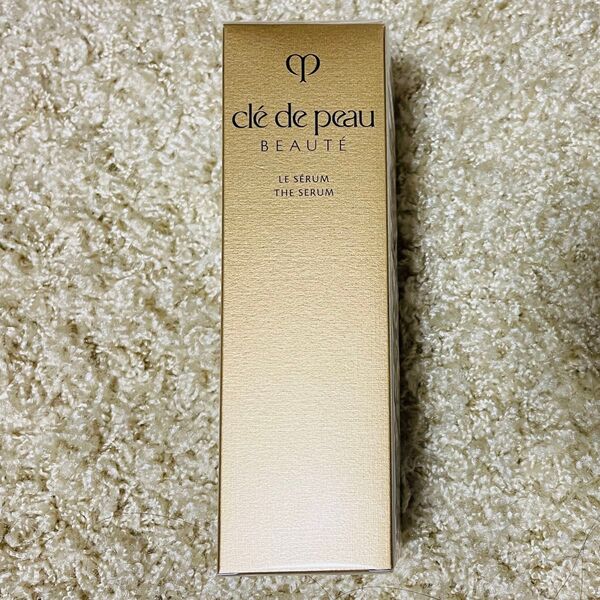 clé de peau
BEAUTÉ
LE SÉRUM
THE SERUM